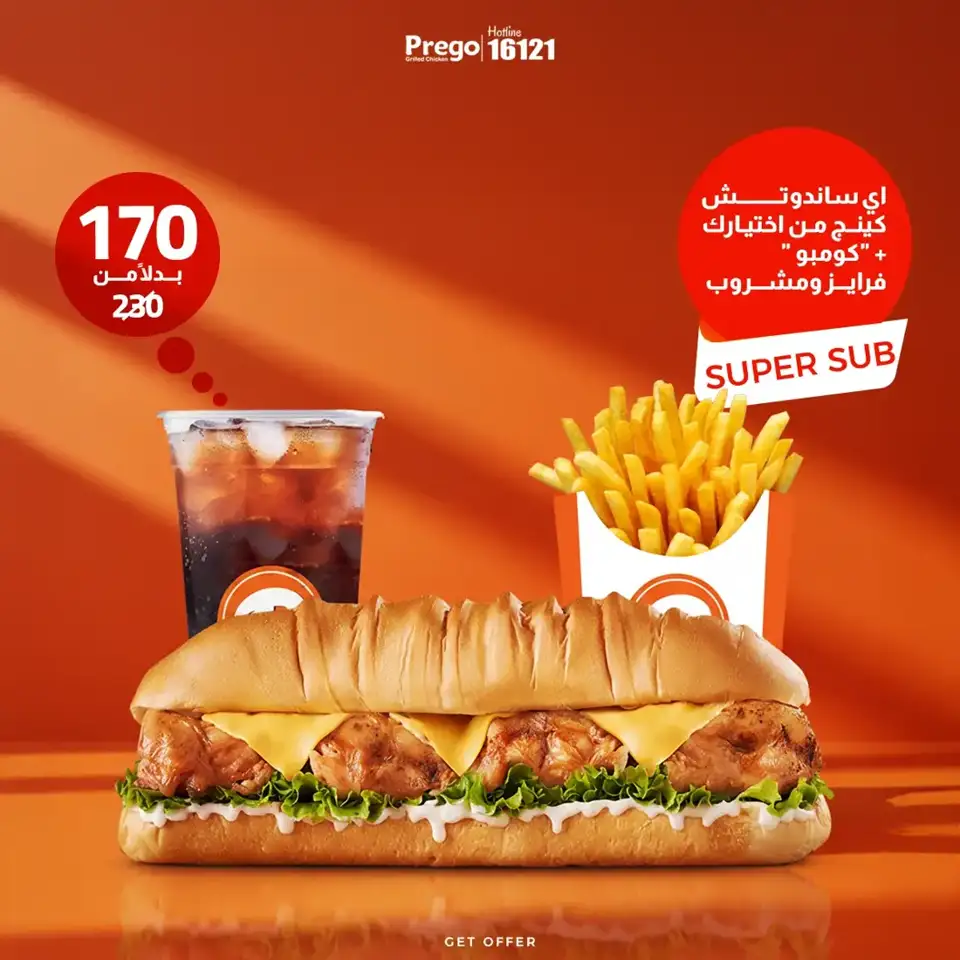 Prego
Grilled Chicken
Hotline
16121
170
بدلاً من
230
اي ساندوتش
كينج من اختيارك
+ "كومبو"
فرايز ومشروب
SUPER SUB
GET OFFER